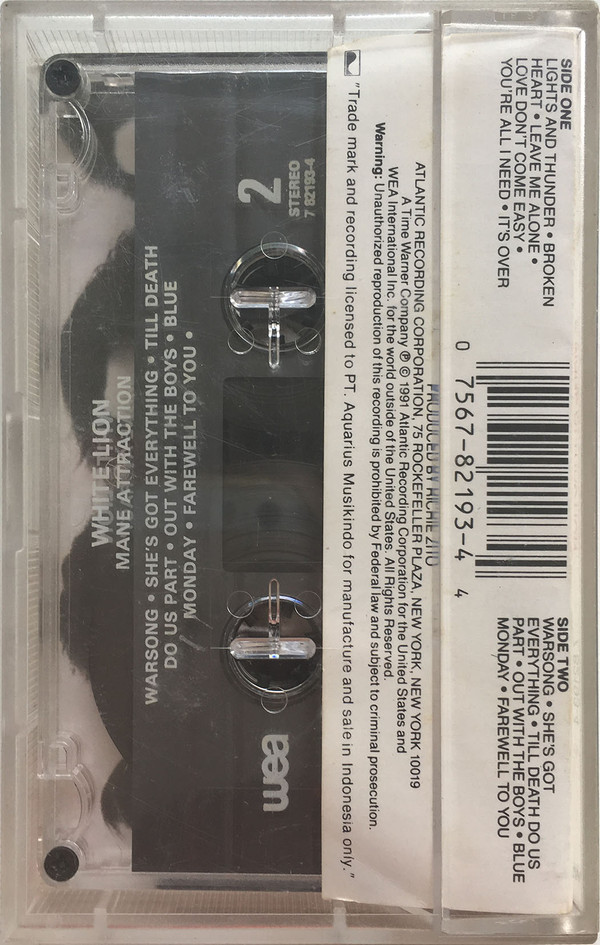 SIDE ONE
LIGHTS AND THUNDER • BROKEN
HEART • LEAVE ME ALONE •
LOVE DON'T COME EASY •
YOU'RE ALL I NEED • IT'S OVER
0 7567-82193-4 4
SIDE TWO
WARSONG • SHE'S GOT
EVERYTHING • TILL DEATH DO US
PART • OUT WITH THE BOYS • BLUE
MONDAY • FAREWELL TO YOU
PRODUCED BY RICHIE ZITO
ATLANTIC RECORDING CORPORATION, 75 ROCKEFELLER PLAZA, NEW YORK, NEW YORK 10019
A Time Warner Company ℗ © 1991 Atlantic Recording Corporation for the United States and
WEA International Inc. for the world outside of the United States. All Rights Reserved.
Warning: Unauthorized reproduction of this recording is prohibited by Federal law and subject to criminal prosecution.
"Trade mark and recording licensed to PT. Aquarius Musikindo for manufacture and sale in Indonesia only."
2
STEREO
7 82193-4
wea
WHITE LION
MANE ATTRACTION
WARSONG • SHE'S GOT EVERYTHING • TILL DEATH
DO US PART • OUT WITH THE BOYS • BLUE
MONDAY • FAREWELL TO YOU •